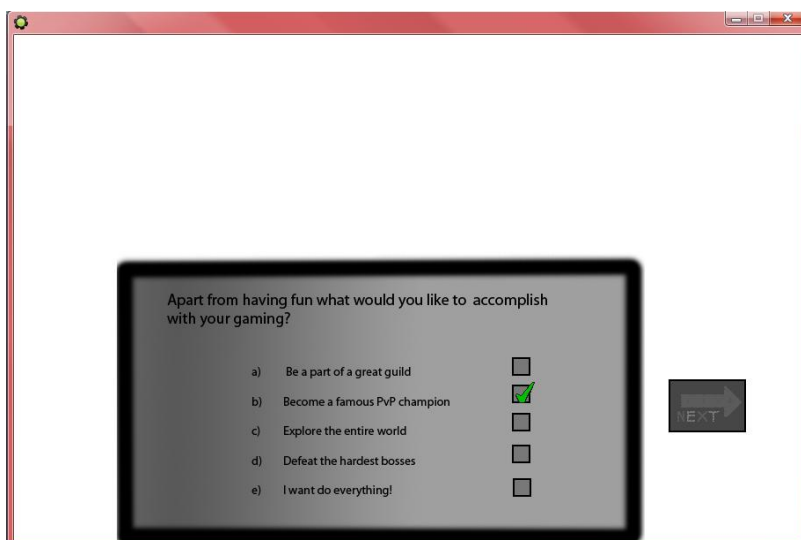 Apart from having fun what would you like to accomplish
with your gaming?
a) Be a part of a great guild
b) Become a famous PvP champion
c) Explore the entire world
d) Defeat the hardest bosses
e) I want do everything!
NEXT